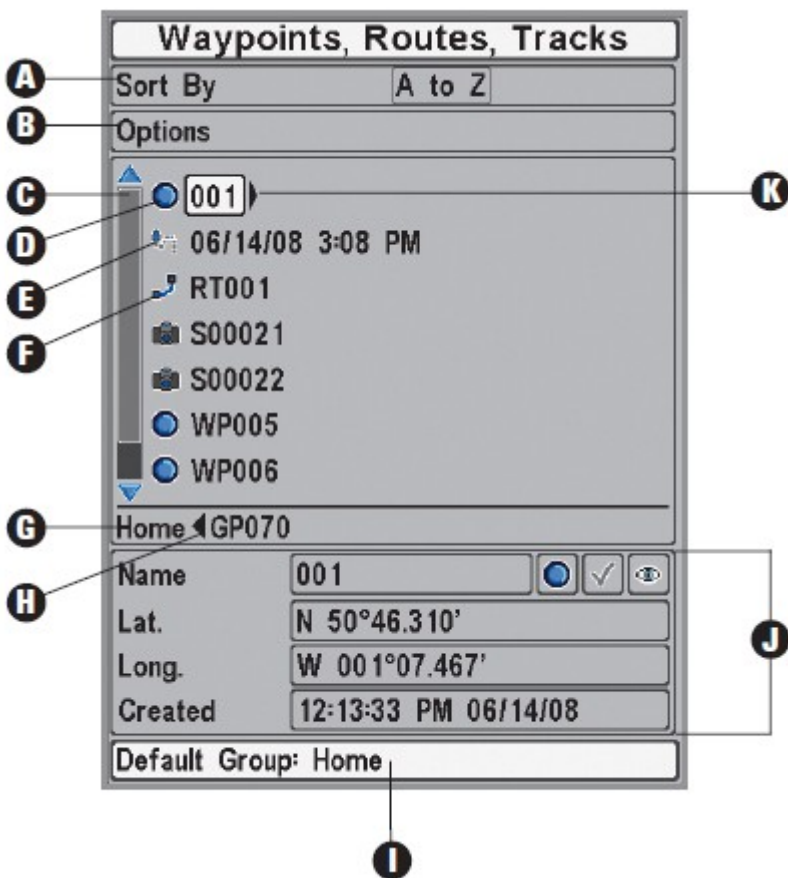 Waypoints, Routes, Tracks
A Sort By A to Z
B Options
C
D 001 K
E 06/14/08 3:08 PM
F RT001
S00021
S00022
WP005
WP006
G Home GP070
H
Name 001
Lat. N 50°46.310'
J
Long. W 001°07.467'
Created 12:13:33 PM 06/14/08
Default Group: Home
I